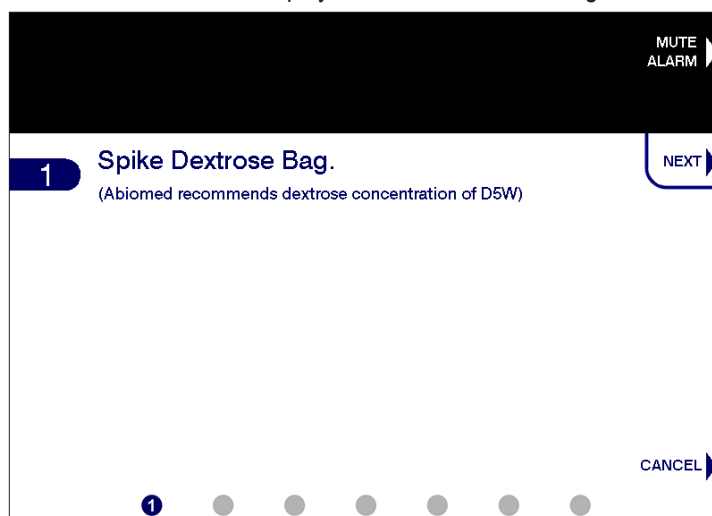 MUTE
ALARM
1 Spike Dextrose Bag.
NEXT
(Abiomed recommends dextrose concentration of D5W)
CANCEL
1